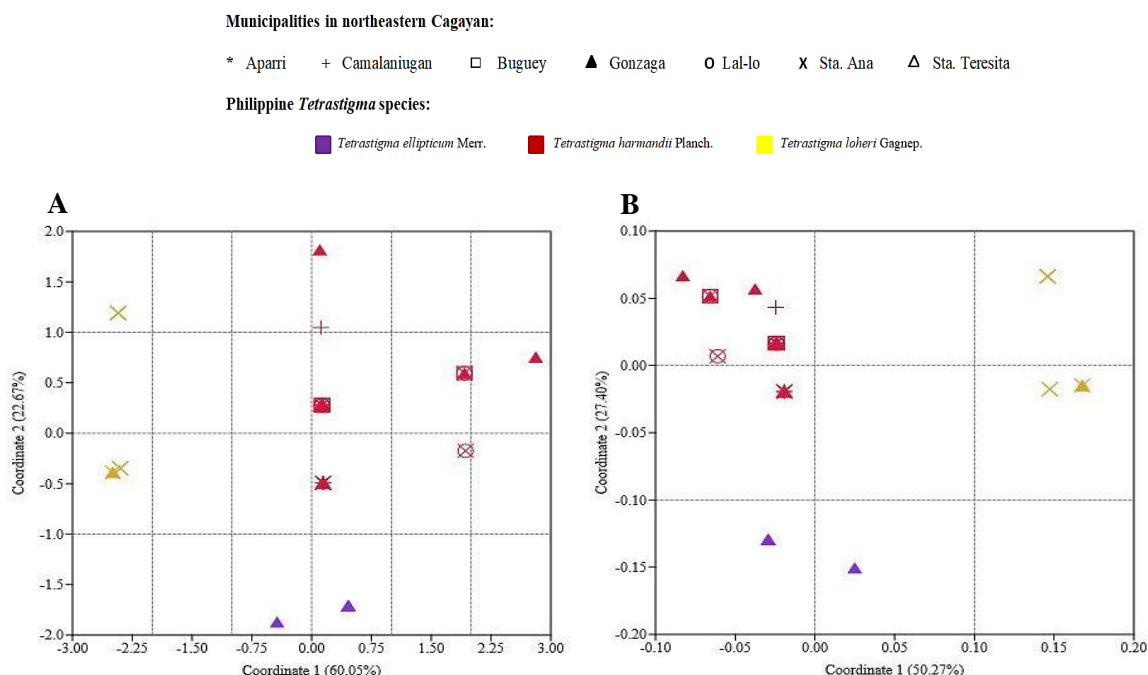 Municipalities in northeastern Cagayan:
* Aparri + Camalaniugan Buguey Gonzaga Lal-lo x Sta. Ana Sta. Teresita
Philippine Tetrastigma species:
Tetrastigma ellipticum Merr. Tetrastigma harmandii Planch. Tetrastigma loheri Gagnep.
A
B
2.0
1.5
1.0
0.5
0.0
-0.5
-1.0
-1.5
-2.0
Coordinate 2 (22.67%)
-3.00 -2.25 -1.50 -0.75 0.00 0.75 1.50 2.25 3.00
Coordinate 1 (60.05%)
0.10
0.05
0.00
-0.05
-0.10
-0.15
-0.20
Coordinate 2 (27.40%)
-0.10 -0.05 0.00 0.05 0.10 0.15 0.20
Coordinate 1 (50.27%)